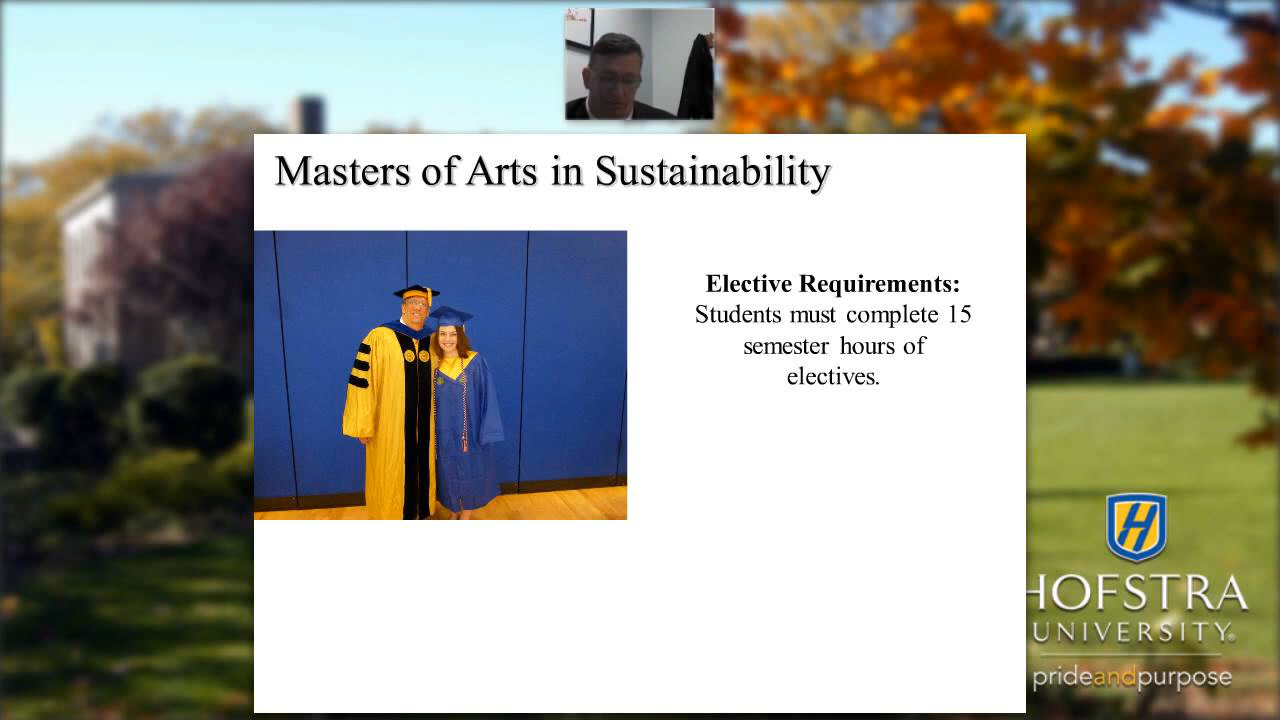 Masters of Arts in Sustainability
Elective Requirements:
Students must complete 15
semester hours of
electives.
H
HOFSTRA
UNIVERSITY®
prideandpurpose